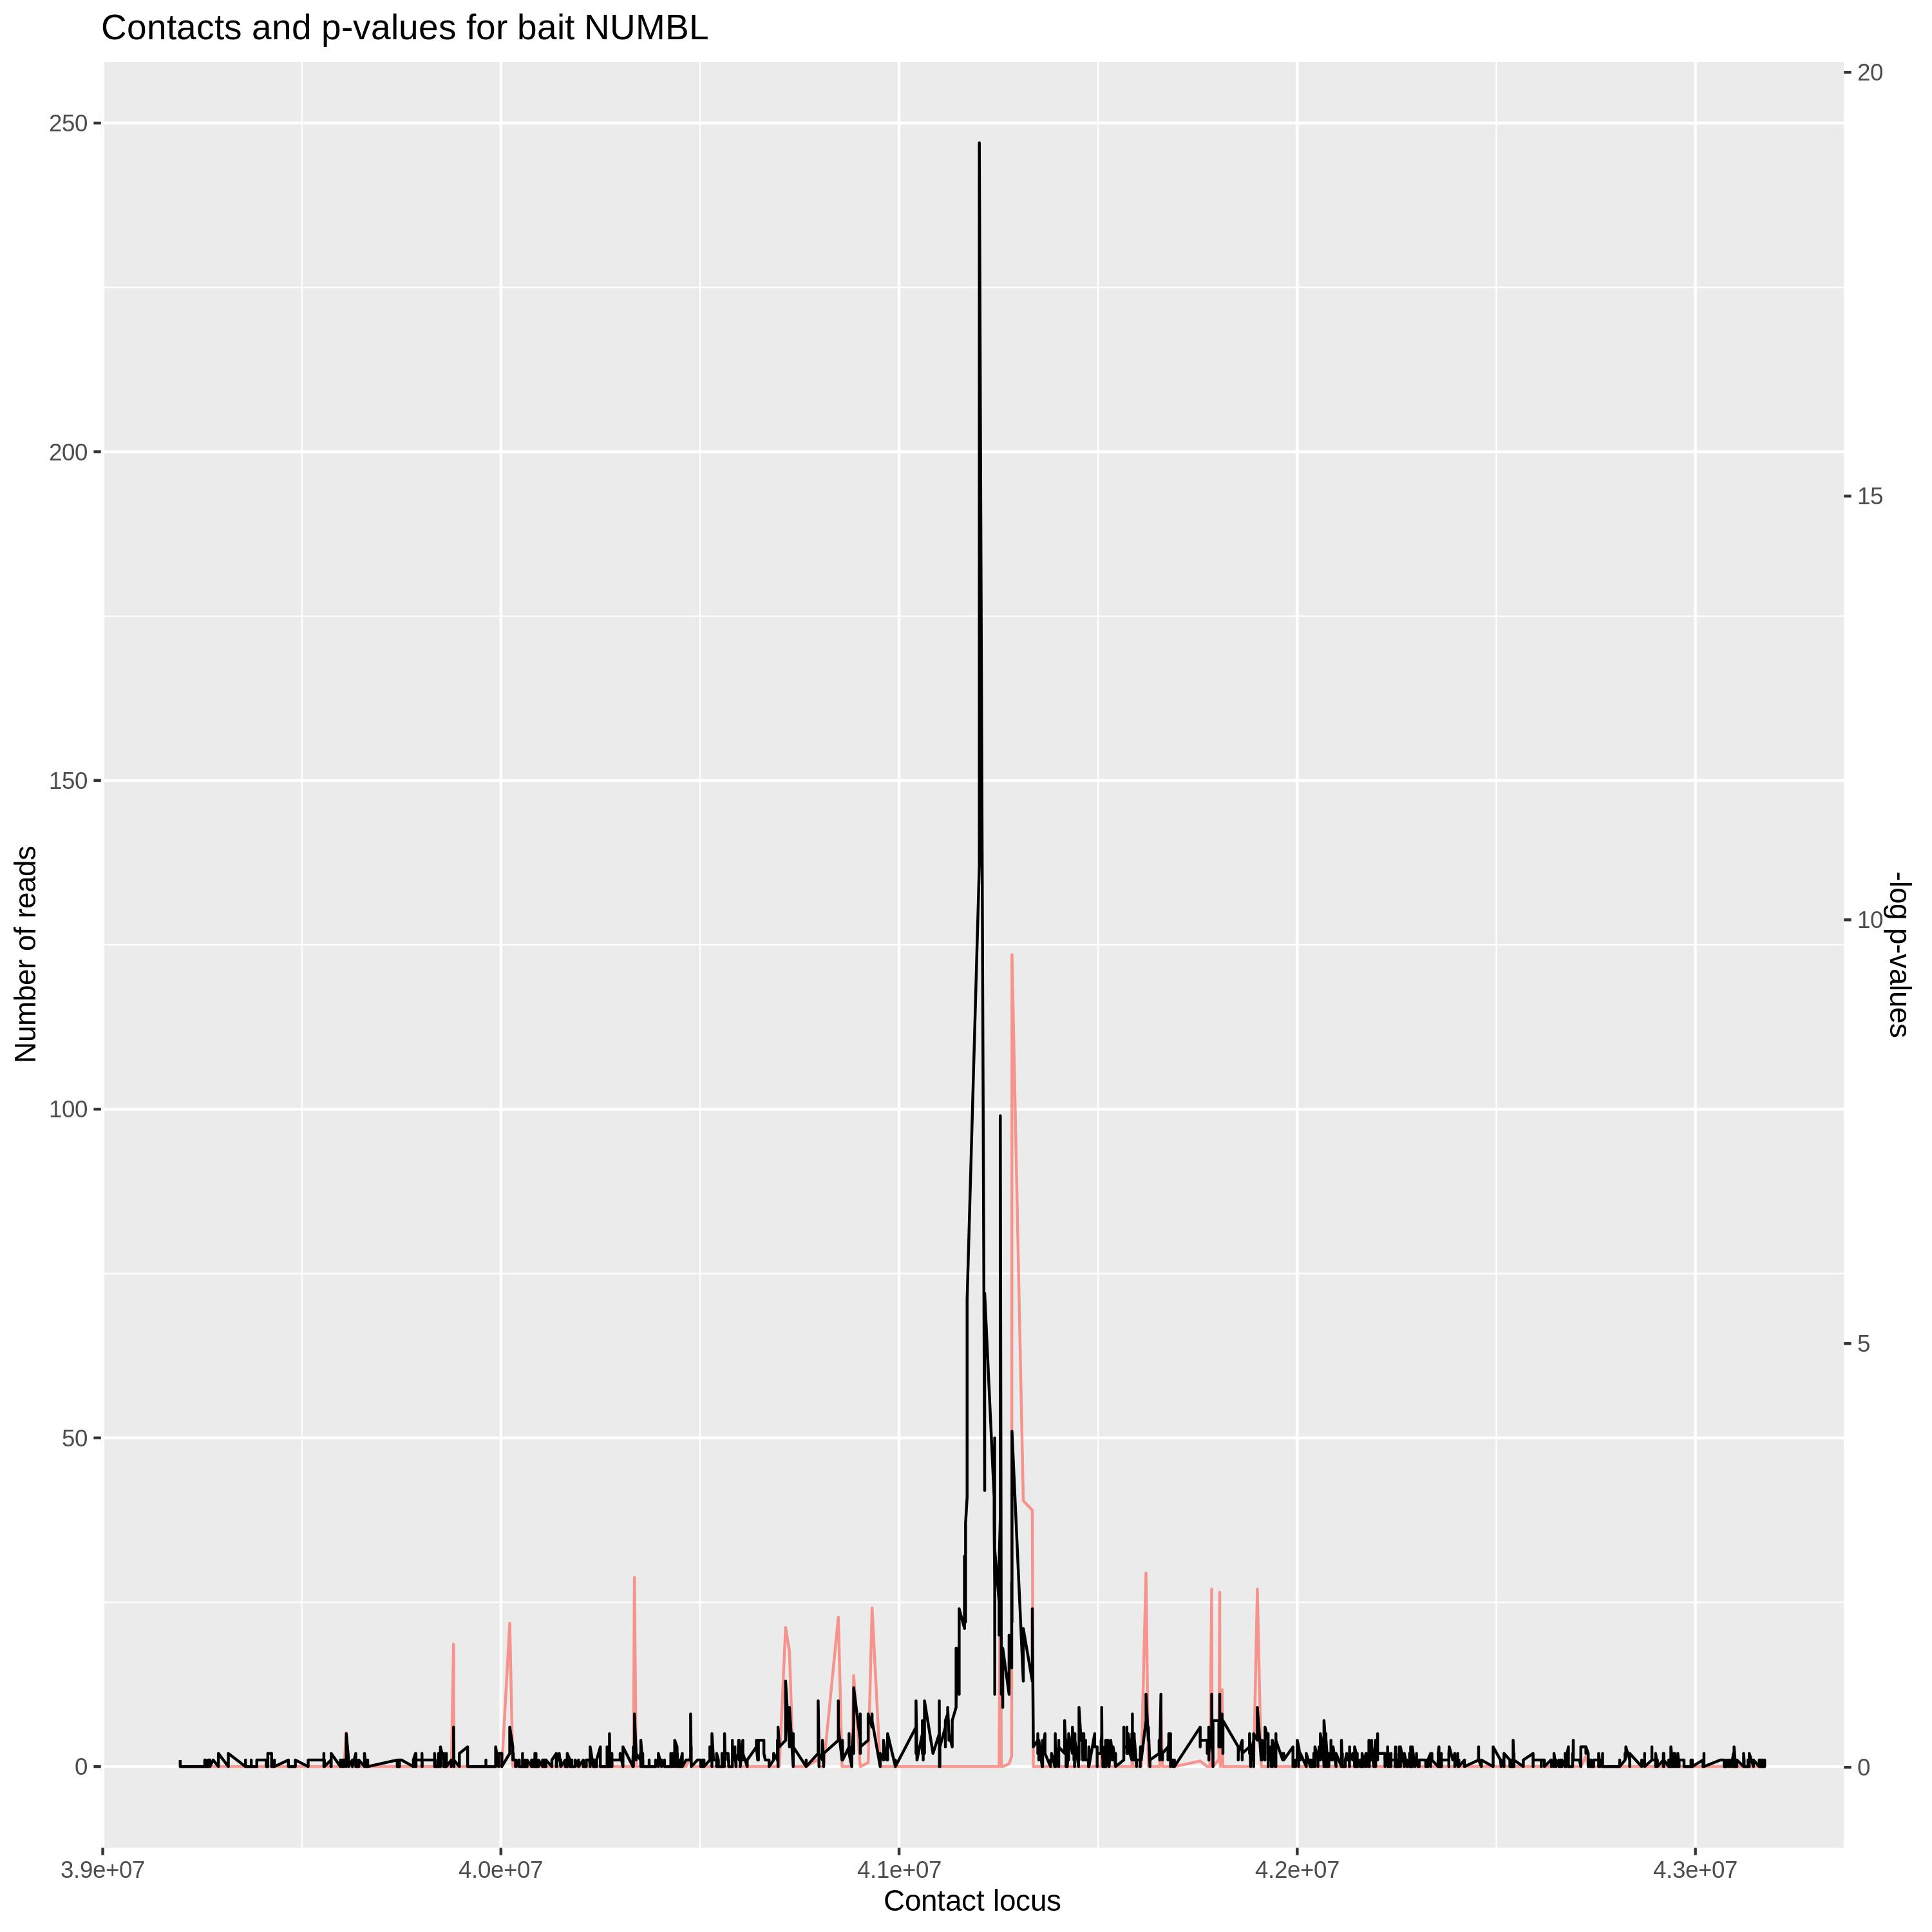 Contacts and p-values for bait NUMBL
250
200
150
100
50
0
Number of reads
20
15
10
5
0
-log p-values
3.9e+07
4.0e+07
4.1e+07
4.2e+07
4.3e+07
Contact locus